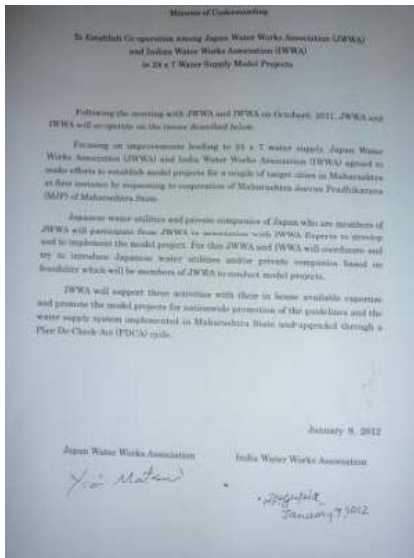 Minutes of Understanding
To Establish Co-operation among Japan Water Works Association (JWWA)
and Indian Water Works Association (IWWA)
in 24 x 7 Water Supply Model Projects
Following the meeting with JWWA and IWWA on October6, 2011, JWWA and
IWWA will co-operate on the terms described below.
Focusing on improvements leading to 24 x 7 water supply, Japan Water
Works Association (JWWA) and India Water Works Association (IWWA) agreed to
make efforts to establish model projects for a couple of target cities in Maharashtra
at first instance by requesting to cooperation of Maharashtra Jeevan Pradhikarana
(MJP) of Maharashtra State.
Japanese water utilities and private companies of Japan who are members of
JWWA will participate from JWWA in association with IWWA Experts to develop
and to implement the model project. For this JWWA and IWWA will coordinate and
try to introduce Japanese water utilities and/or private companies based on
feasibility which will be members of JWWA to conduct model projects.
JWWA will support those activities with their in house available expertise
and promote the model projects for nationwide promotion of the guidelines and the
water supply system implemented in Maharashtra State and upgraded through a
Plan-Do-Check-Act (PDCA) cycle.
January 9, 2012
Japan Water Works Association India Water Works Association
January 9, 2012